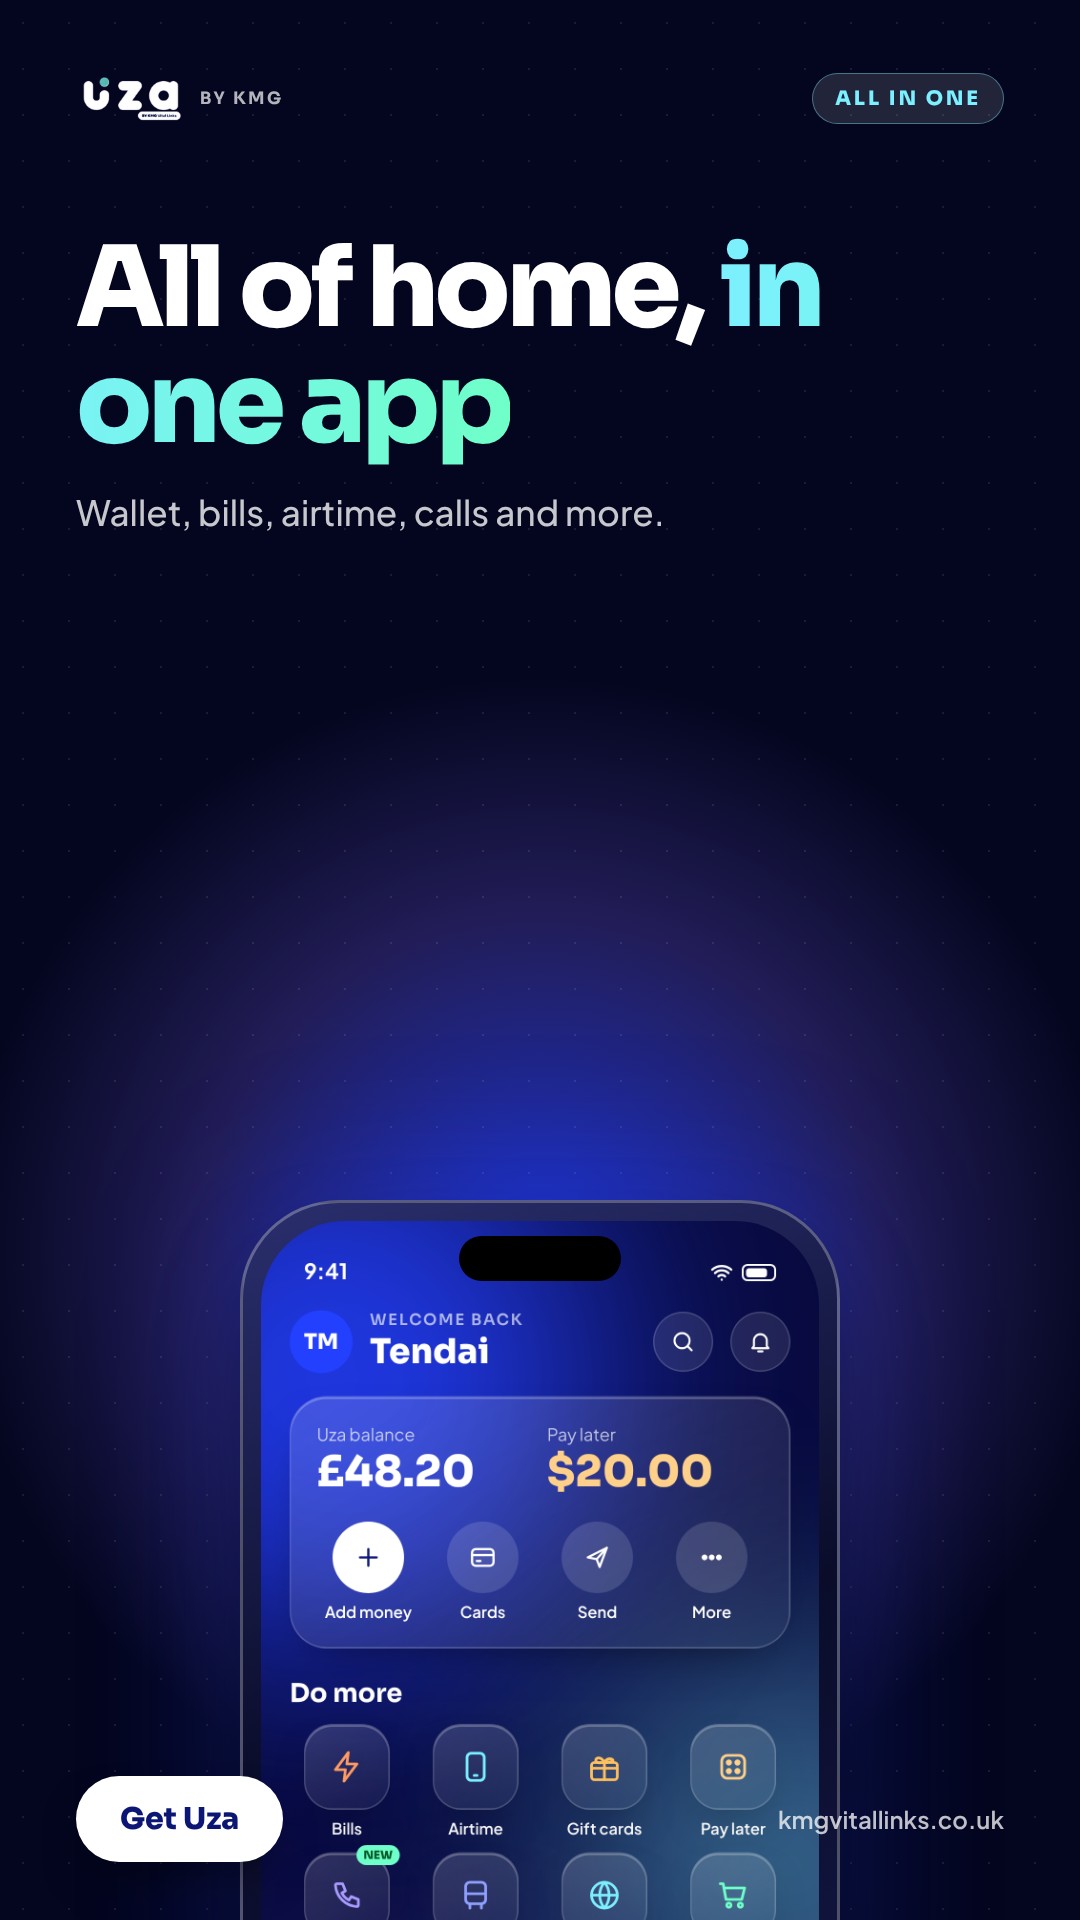 uza
BY KMG
ALL IN ONE
All of home, in
one app
Wallet, bills, airtime, calls and more.
9:41
TM
WELCOME BACK
Tendai
Uza balance
Pay later
£48.20
$20.00
Add money
Cards
Send
More
Do more
Bills
Airtime
Gift cards
Pay later
NEW
Get Uza
kmgvitallinks.co.uk